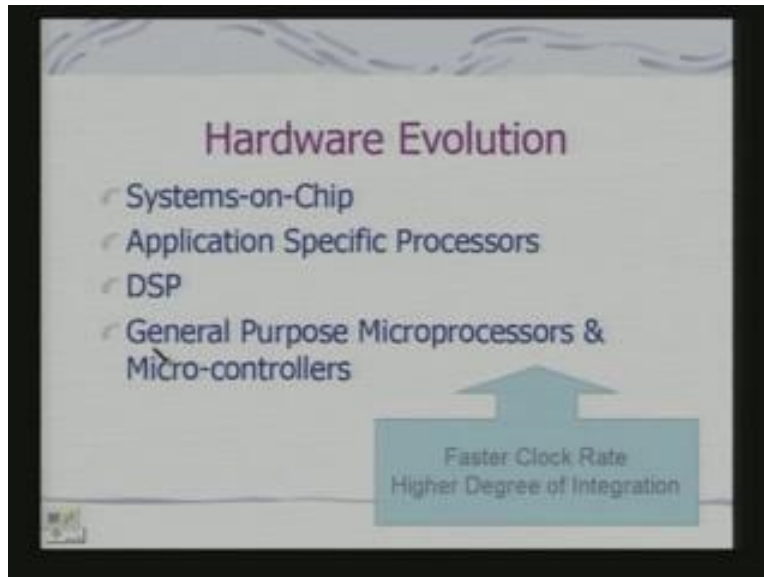 Hardware Evolution
Systems-on-Chip
Application Specific Processors
DSP
General Purpose Microprocessors &
Micro-controllers
Faster Clock Rate
Higher Degree of Integration